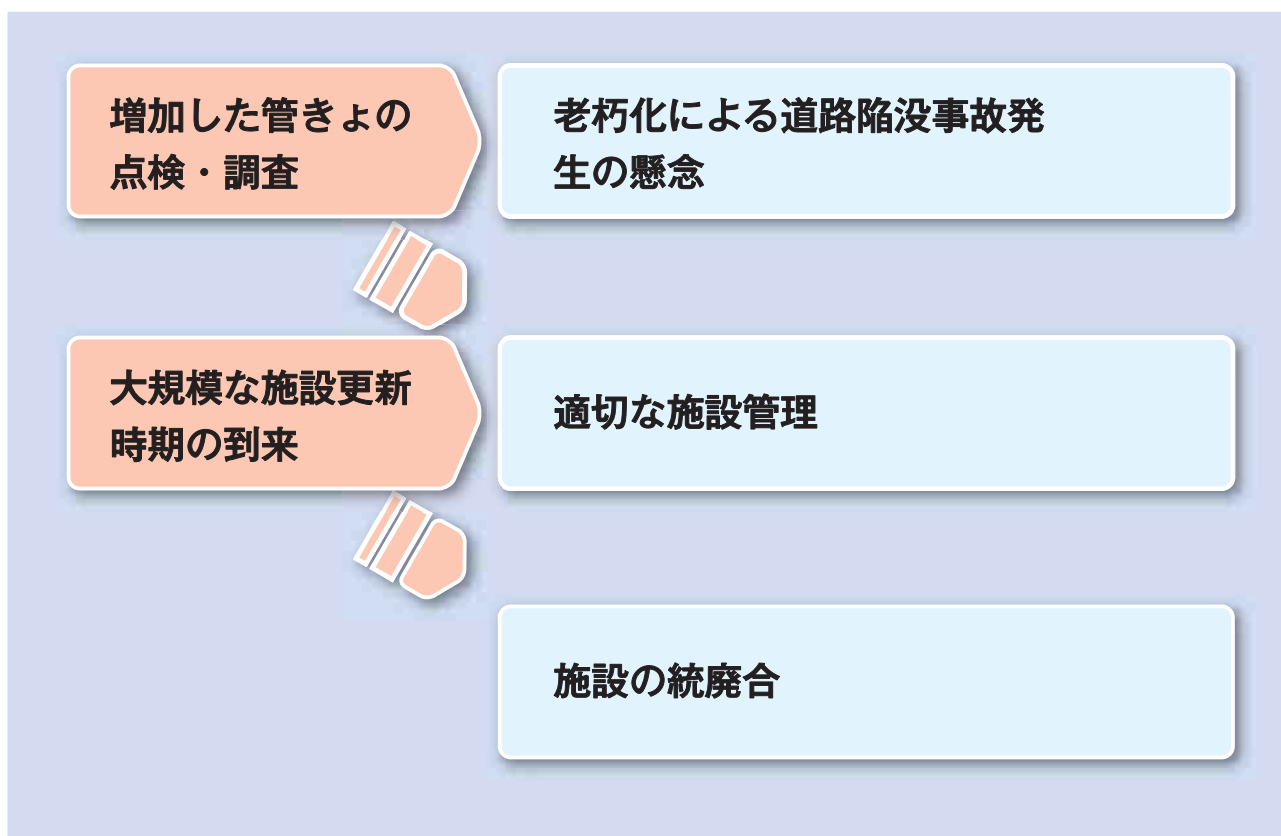 増加した管きょの
点検・調査
老朽化による道路陥没事故発
生の懸念
大規模な施設更新
時期の到来
適切な施設管理
施設の統廃合